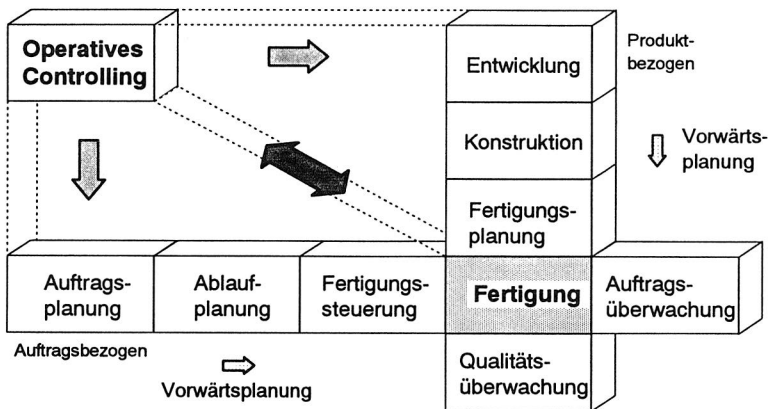 Operatives
Controlling
Entwicklung
Produkt-
bezogen
Konstruktion
Vorwärts-
planung
Fertigungs-
planung
Auftrags-
planung
Ablauf-
planung
Fertigungs-
steuerung
Fertigung
Auftrags-
überwachung
Auftragsbezogen
Vorwärtsplanung
Qualitäts-
überwachung